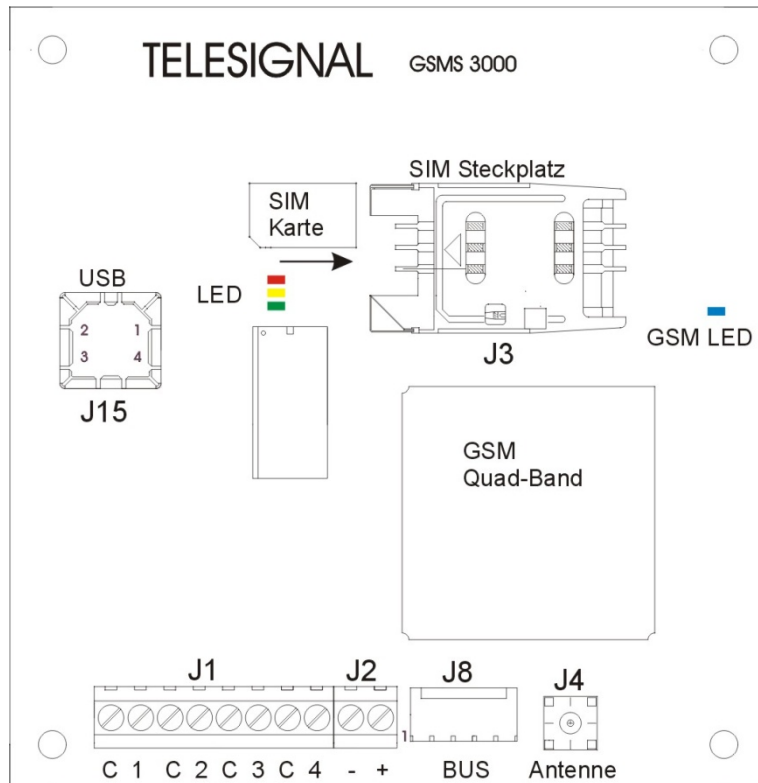 TELESIGNAL GSMS 3000
SIM Steckplatz
SIM
Karte
USB
LED
2 1
3 4
J15
J3
GSM LED
GSM
Quad-Band
J1 J2 J8 J4
1
C 1 C 2 C 3 C 4 - + BUS Antenne